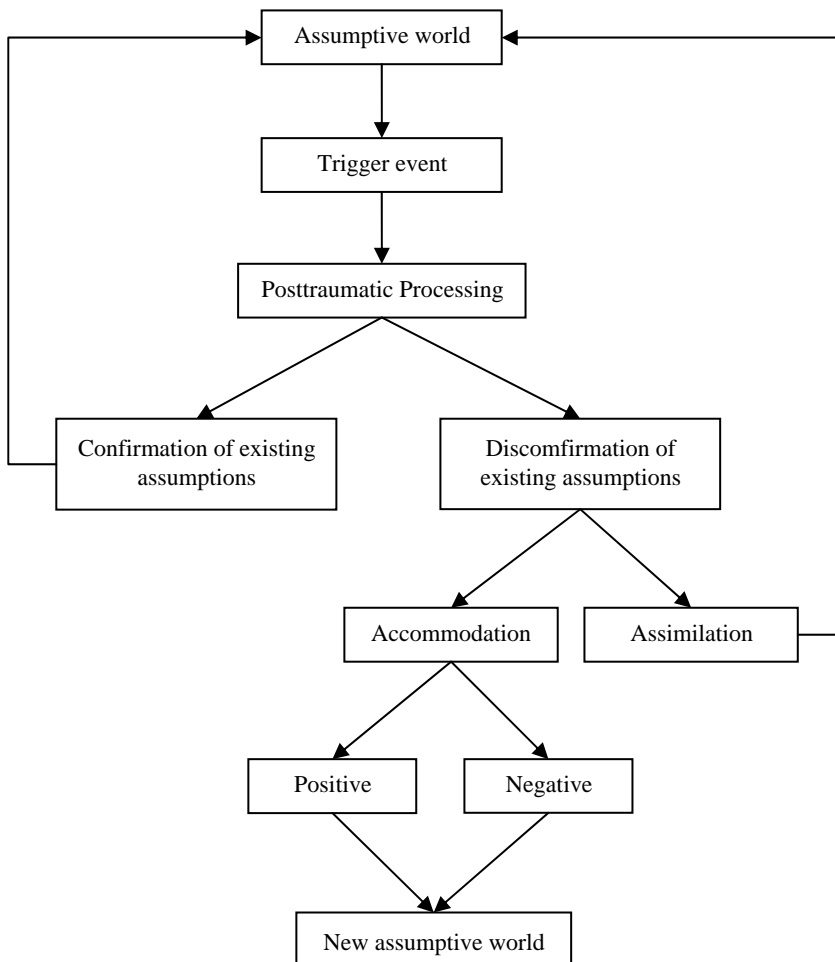 Assumptive world
Trigger event
Posttraumatic Processing
Confirmation of existing
assumptions
Discomfirmation of
existing assumptions
Accommodation
Assimilation
Positive
Negative
New assumptive world